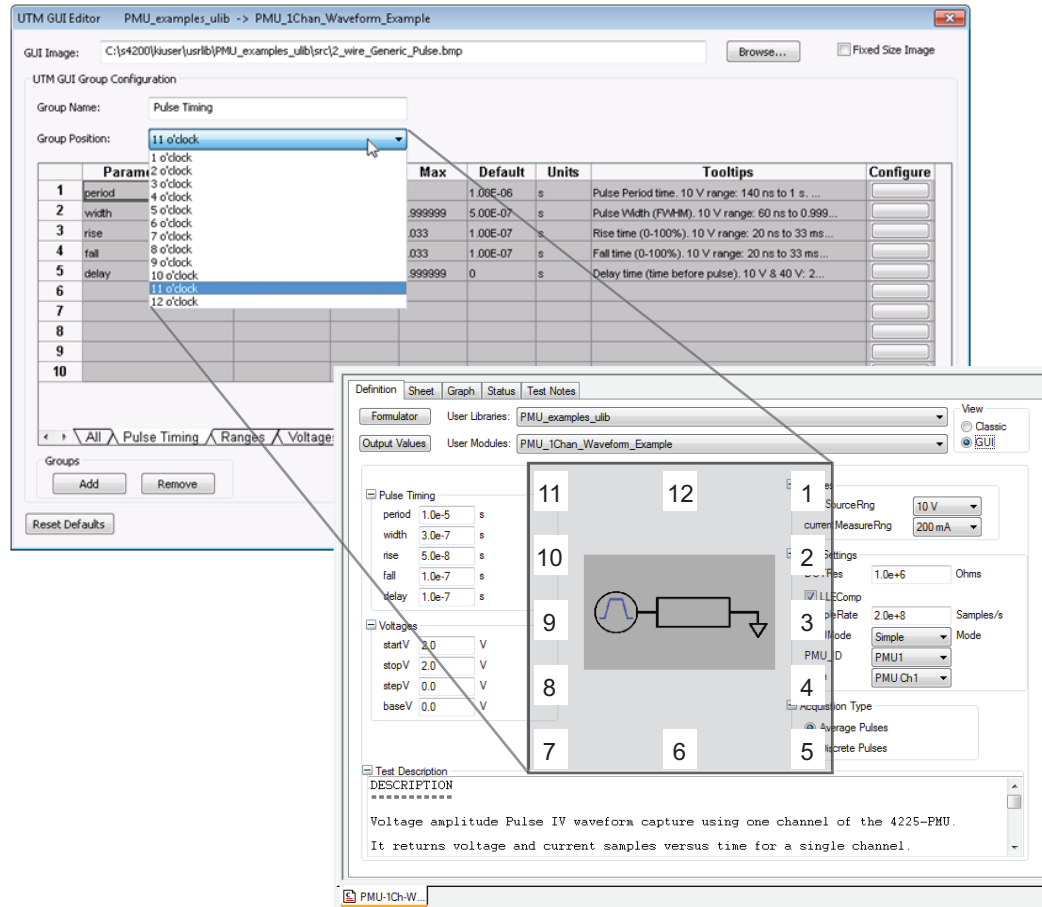 UTM GUI Editor PMU_examples_ulib -> PMU_1Chan_Waveform_Example
GUI Image: C:\s4200\kiuser\usrlib\PMU_examples_ulib\src\2_wire_Generic_Pulse.bmp Browse... Fixed Size Image
UTM GUI Group Configuration
Group Name: Pulse Timing
Group Position: 11 o'clock
1 o'clock
2 o'clock
3 o'clock
4 o'clock
5 o'clock
6 o'clock
7 o'clock
8 o'clock
9 o'clock
10 o'clock
11 o'clock
12 o'clock
Param Max Default Units Tooltips Configure
1 period 1.00E-06 s Pulse Period time. 10 V range: 140 ns to 1 s. ...
2 width .999999 5.00E-07 s Pulse Width (FWHM). 10 V range: 60 ns to 0.999...
3 rise .033 1.00E-07 s Rise time (0-100%). 10 V range: 20 ns to 33 ms...
4 fall .033 1.00E-07 s Fall time (0-100%). 10 V range: 20 ns to 33 ms...
5 delay .999999 0 s Delay time (time before pulse). 10 V & 40 V: 2...
6
7
8
9
10
All Pulse Timing Ranges Voltage
Groups
Add Remove
Reset Defaults
Definition Sheet Graph Status Test Notes
Formulator User Libraries: PMU_examples_ulib
Output Values User Modules: PMU_1Chan_Waveform_Example
View
Classic
GUI
Pulse Timing
period 1.0e-5 s
width 3.0e-7 s
rise 5.0e-8 s
fall 1.0e-7 s
delay 1.0e-7 s
Voltages
startV 2.0 V
stopV 2.0 V
stepV 0.0 V
baseV 0.0 V
11 12 1
10 2
9 3
8 4
7 6 5
es
SourceRng 10 V
currentMeasureRng 200 mA
Settings
Res 1.0e+6 Ohms
LLEComp
pleRate 2.0e+8 Samples/s
Mode Simple Mode
PMU_ID PMU1
PMU Ch1
Acquisition Type
Average Pulses
Discrete Pulses
Test Description
DESCRIPTION
===========
Voltage amplitude Pulse IV waveform capture using one channel of the 4225-PMU.
It returns voltage and current samples versus time for a single channel.
PMU-1Ch-W...